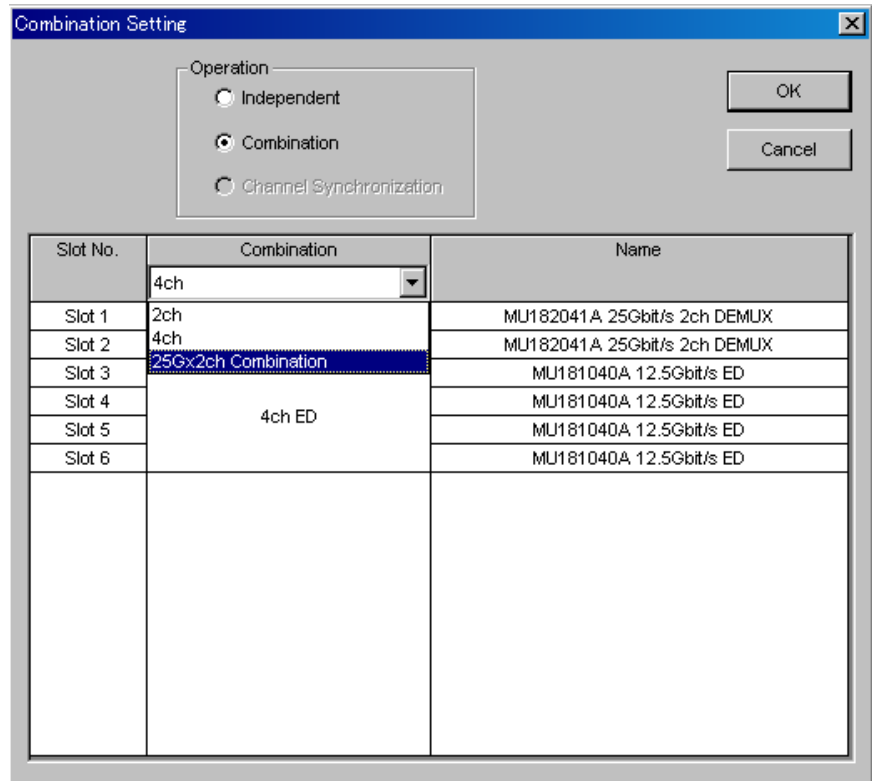 Combination Setting
Operation
Independent
OK
Combination
Cancel
Channel Synchronization
Slot No. Combination Name
4ch
2ch
4ch
25Gx2ch Combination
Slot 1 MU182041A 25Gbit/s 2ch DEMUX
Slot 2 MU182041A 25Gbit/s 2ch DEMUX
Slot 3 MU181040A 12.5Gbit/s ED
Slot 4 MU181040A 12.5Gbit/s ED
4ch ED
Slot 5 MU181040A 12.5Gbit/s ED
Slot 6 MU181040A 12.5Gbit/s ED